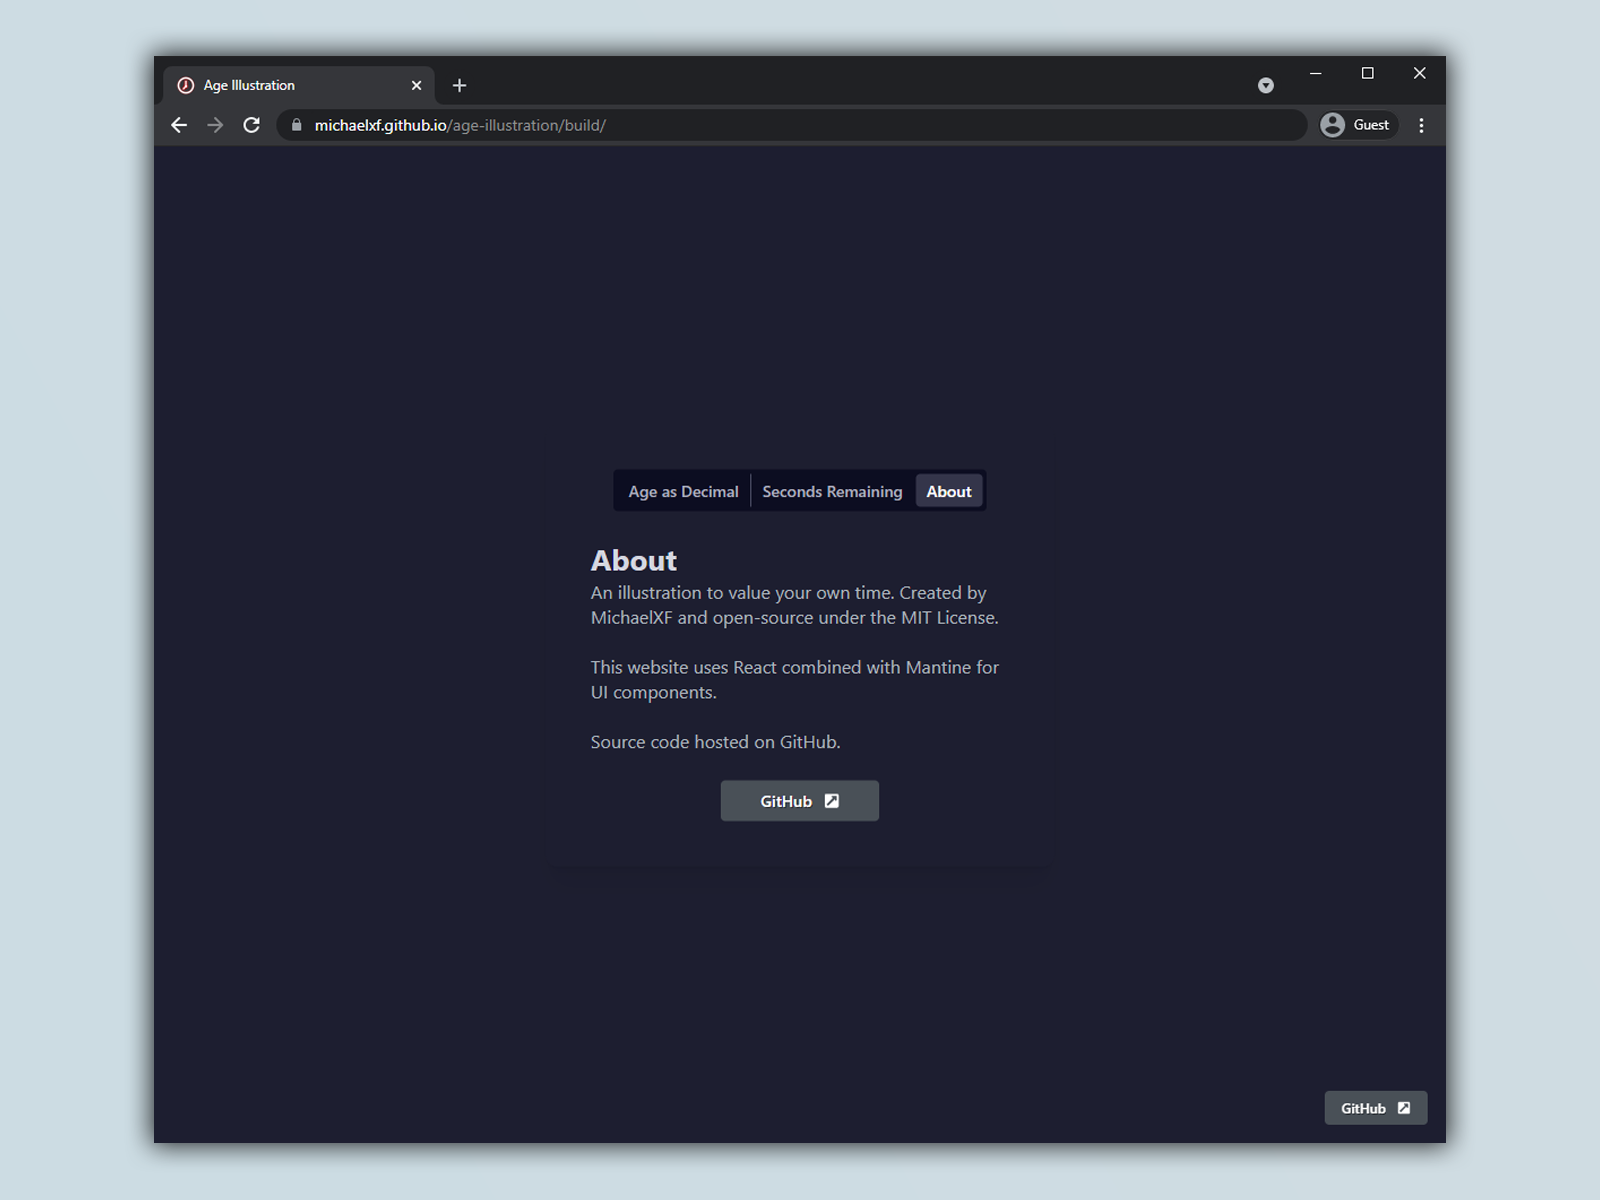 Age Illustration
michaelxf.github.io/age-illustration/build/
Guest
Age as Decimal
Seconds Remaining
About
About
An illustration to value your own time. Created by
MichaelXF and open-source under the MIT License.
This website uses React combined with Mantine for
UI components.
Source code hosted on GitHub.
GitHub
GitHub